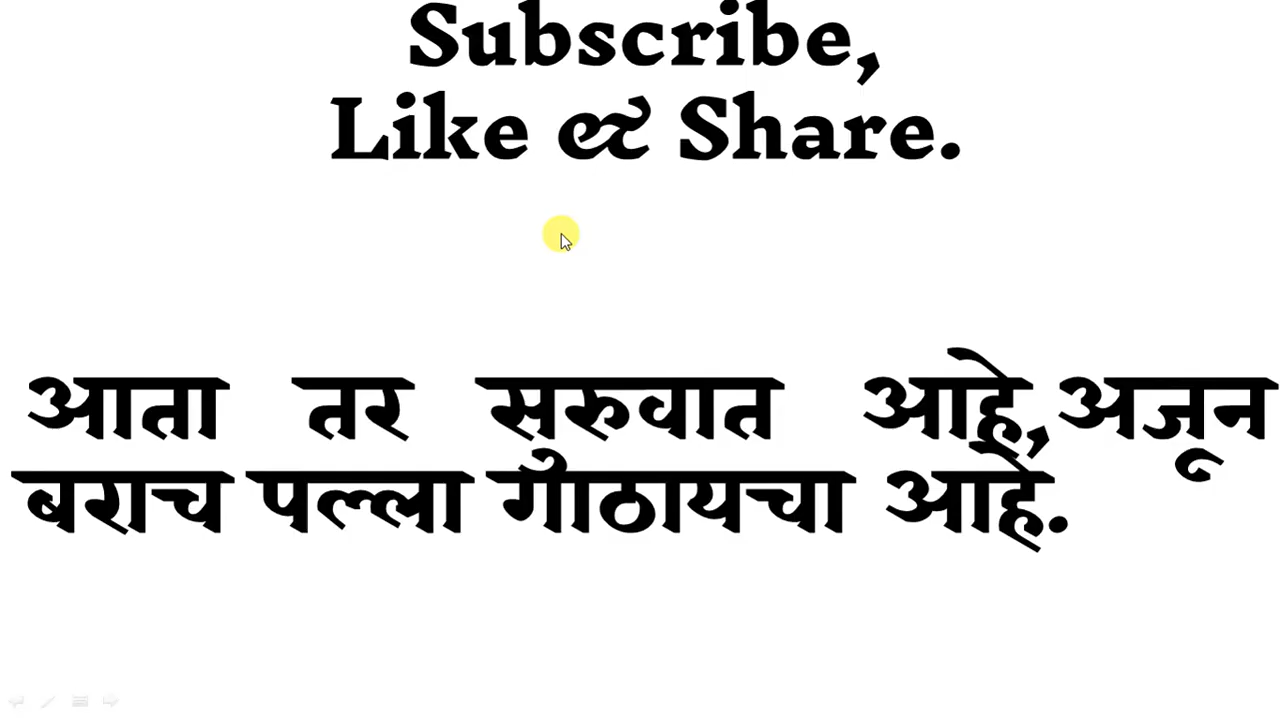 Subscribe,
Like & Share.
आता तर सुरुवात आहे,अजून
बराच पल्ला गाठायचा आहे.